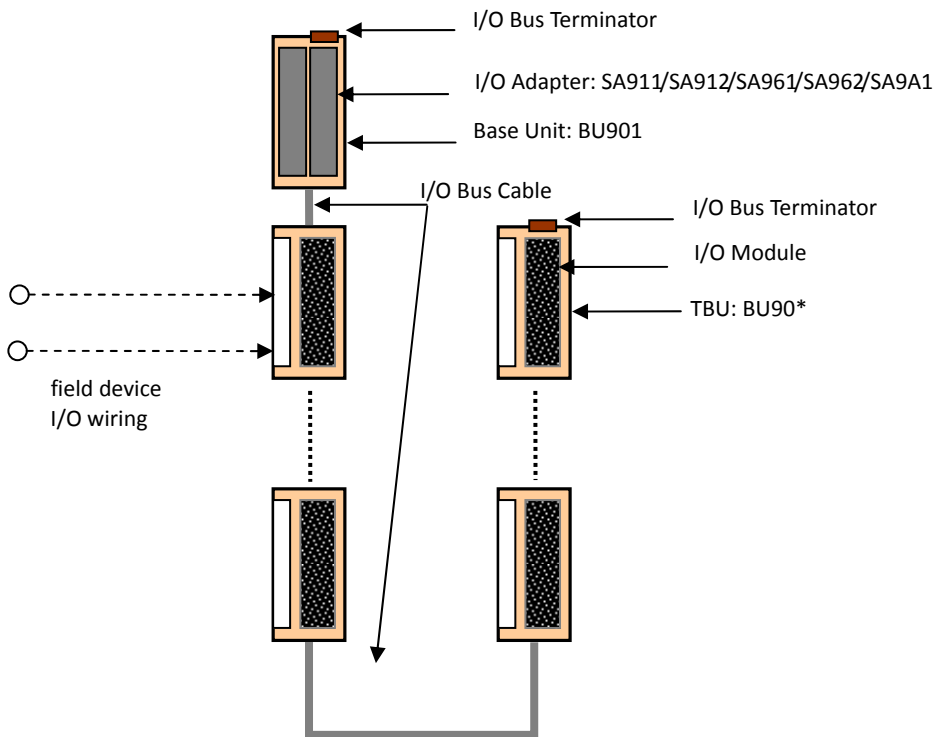 I/O Bus Terminator
I/O Adapter: SA911/SA912/SA961/SA962/SA9A1
Base Unit: BU901
I/O Bus Cable
I/O Bus Terminator
I/O Module
TBU: BU90*
field device
I/O wiring